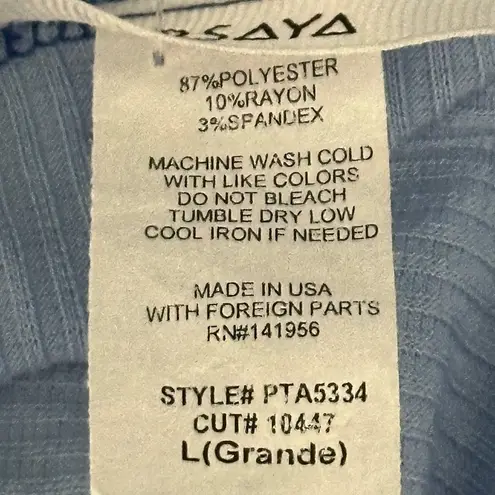 87%POLYESTER
10%RAYON
3%SPANDEX
MACHINE WASH COLD
WITH LIKE COLORS
DO NOT BLEACH
TUMBLE DRY LOW
COOL IRON IF NEEDED
MADE IN USA
WITH FOREIGN PARTS
RN#141956
STYLE# PTA5334
CUT# 10447
L(Grande)